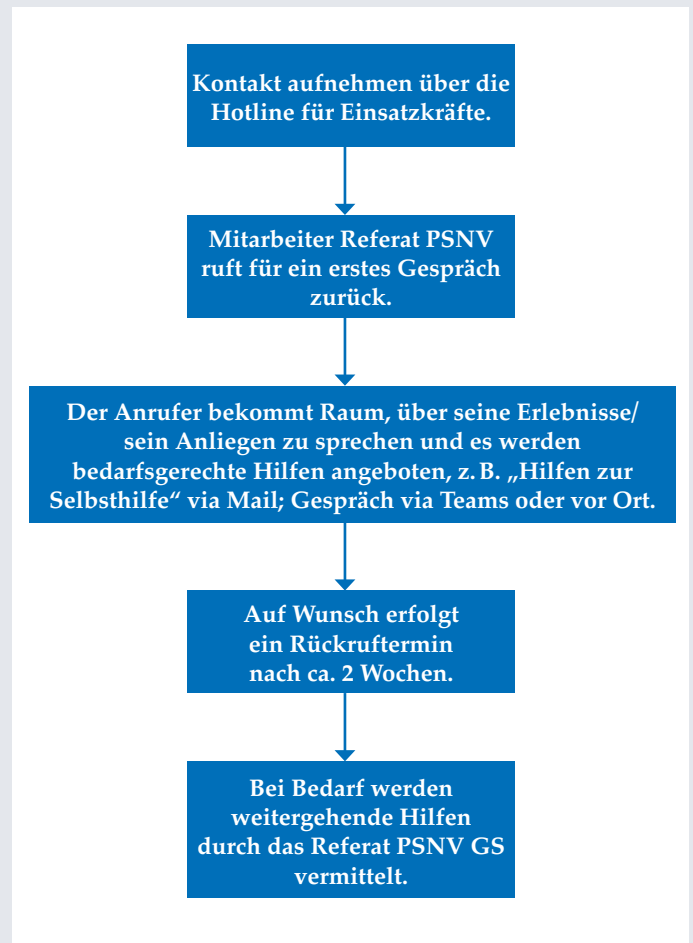 Kontakt aufnehmen über die
Hotline für Einsatzkräfte.
Mitarbeiter Referat PSNV
ruft für ein erstes Gespräch
zurück.
Der Anrufer bekommt Raum, über seine Erlebnisse/
sein Anliegen zu sprechen und es werden
bedarfsgerechte Hilfen angeboten, z. B. „Hilfen zur
Selbsthilfe“ via Mail; Gespräch via Teams oder vor Ort.
Auf Wunsch erfolgt
ein Rückruftermin
nach ca. 2 Wochen.
Bei Bedarf werden
weitergehende Hilfen
durch das Referat PSNV GS
vermittelt.